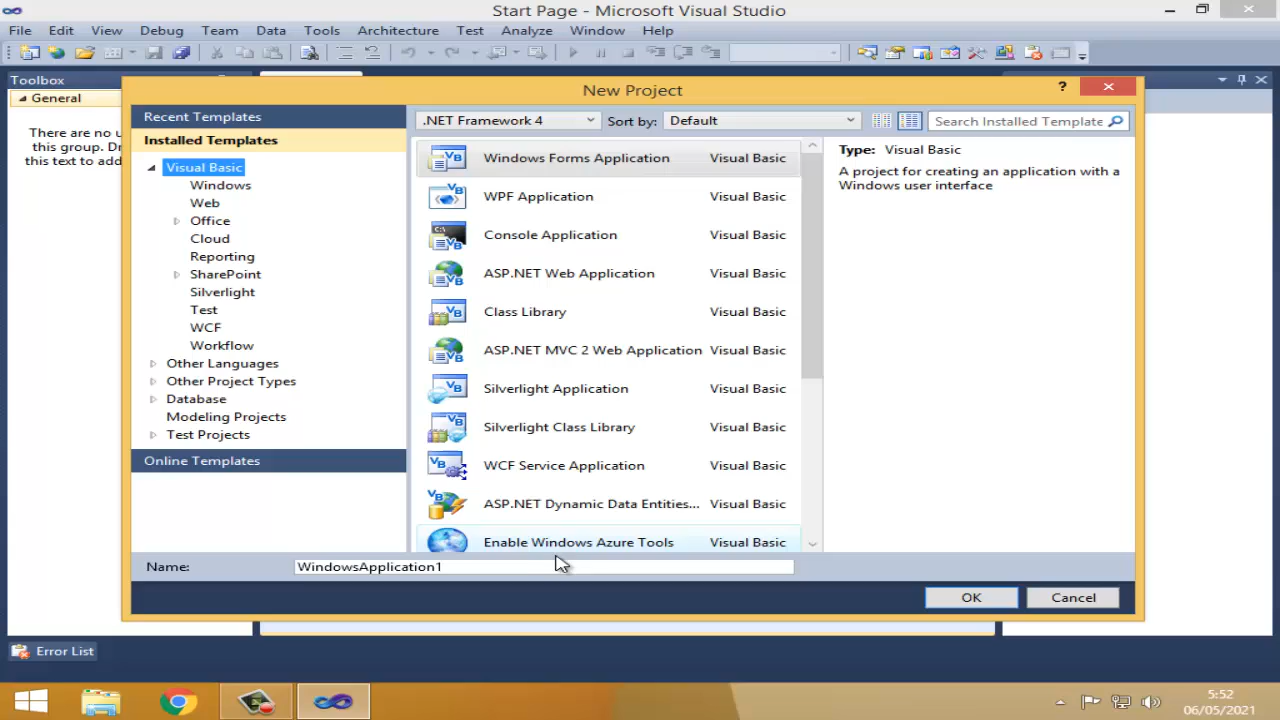 Start Page - Microsoft Visual Studio
File Edit View Debug Team Data Tools Architecture Test Analyze Window Help
Toolbox
General
There are no u
this group. Dr
this text to add
New Project
?
Recent Templates
Installed Templates
Visual Basic
Windows
Web
Office
Cloud
Reporting
SharePoint
Silverlight
Test
WCF
Workflow
Other Languages
Other Project Types
Database
Modeling Projects
Test Projects
Online Templates
.NET Framework 4 Sort by: Default Search Installed Template
Windows Forms Application Visual Basic
WPF Application Visual Basic
Console Application Visual Basic
ASP.NET Web Application Visual Basic
Class Library Visual Basic
ASP.NET MVC 2 Web Application Visual Basic
Silverlight Application Visual Basic
Silverlight Class Library Visual Basic
WCF Service Application Visual Basic
ASP.NET Dynamic Data Entities... Visual Basic
Enable Windows Azure Tools Visual Basic
Type: Visual Basic
A project for creating an application with a
Windows user interface
Name: WindowsApplication1
OK Cancel
Error List
5:52
06/05/2021